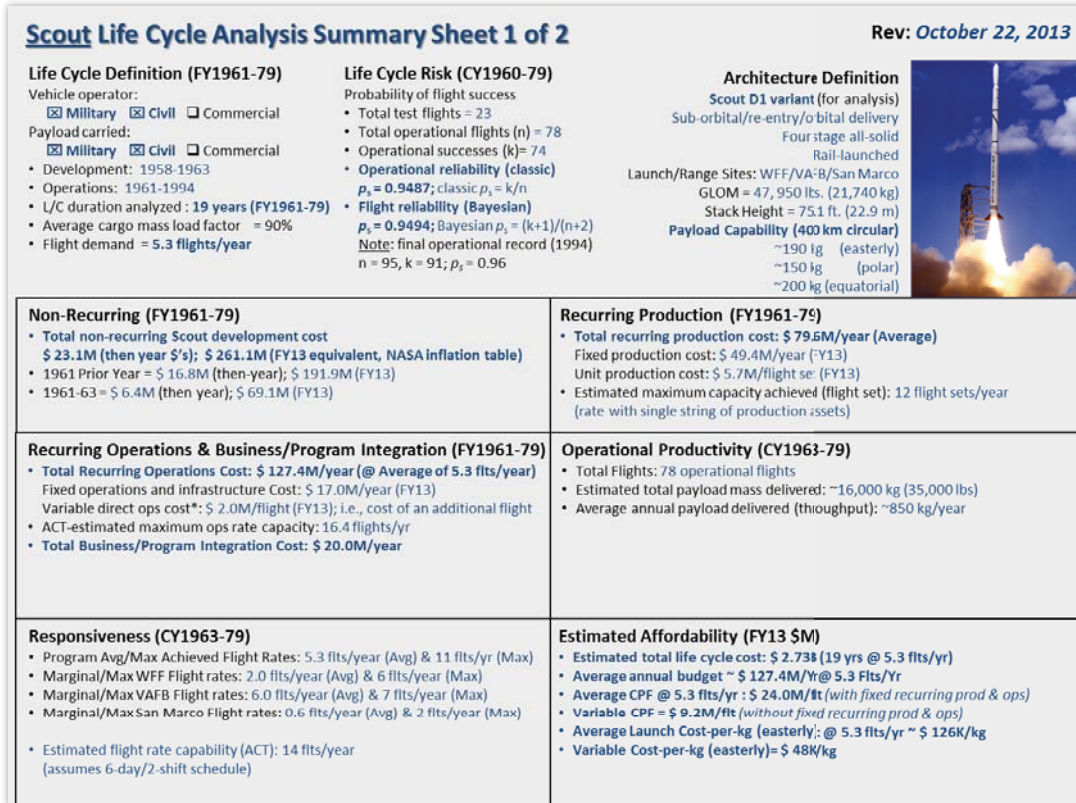 Scout Life Cycle Analysis Summary Sheet 1 of 2
Rev: October 22, 2013
Life Cycle Definition (FY1961-79)
Vehicle operator:
☒ Military ☒ Civil ❑ Commercial
Payload carried:
☒ Military ☒ Civil ❑ Commercial
• Development: 1958-1963
• Operations: 1961-1994
• L/C duration analyzed : 19 years (FY1961-79)
• Average cargo mass load factor = 90%
• Flight demand = 5.3 flights/year
Life Cycle Risk (CY1960-79)
Probability of flight success
• Total test flights = 23
• Total operational flights (n) = 78
• Operational successes (k)= 74
• Operational reliability (classic)
pₛ = 0.9487; classic pₛ = k/n
• Flight reliability (Bayesian)
pₛ = 0.9494; Bayesian pₛ = (k+1)/(n+2)
Note: final operational record (1994)
n = 95, k = 91; pₛ = 0.96
Architecture Definition
Scout D1 variant (for analysis)
Sub-orbital/re-entry/orbital delivery
Four stage all-solid
Rail-launched
Launch/Range Sites: WFF/VAFB/San Marco
GLOM = 47, 950 lts. (21,740 kg)
Stack Height = 75.1 ft. (22.9 m)
Payload Capability (400 km circular)
~190 kg (easterly)
~150 kg (polar)
~200 kg (equatorial)
Non-Recurring (FY1961-79)
• Total non-recurring Scout development cost
$ 23.1M (then year $'s); $ 261.1M (FY13 equivalent, NASA inflation table)
• 1961 Prior Year = $ 16.8M (then-year); $ 191.9M (FY13)
• 1961-63 = $ 6.4M (then year); $ 69.1M (FY13)
Recurring Production (FY1961-79)
• Total recurring production cost: $ 79.6M/year (Average)
Fixed production cost: $ 49.4M/year (FY13)
Unit production cost: $ 5.7M/flight set (FY13)
• Estimated maximum capacity achieved (flight set): 12 flight sets/year
(rate with single string of production assets)
Recurring Operations & Business/Program Integration (FY1961-79)
• Total Recurring Operations Cost: $ 127.4M/year (@ Average of 5.3 flts/year)
Fixed operations and infrastructure Cost: $ 17.0M/year (FY13)
Variable direct ops cost*: $ 2.0M/flight (FY13); i.e., cost of an additional flight
• ACT-estimated maximum ops rate capacity: 16.4 flights/yr
• Total Business/Program Integration Cost: $ 20.0M/year
Operational Productivity (CY1963-79)
• Total Flights: 78 operational flights
• Estimated total payload mass delivered: ~16,000 kg (35,000 lbs)
• Average annual payload delivered (throughput): ~850 kg/year
Responsiveness (CY1963-79)
• Program Avg/Max Achieved Flight Rates: 5.3 flts/year (Avg) & 11 flts/yr (Max)
• Marginal/Max WFF Flight rates: 2.0 flts/year (Avg) & 6 flts/year (Max)
• Marginal/Max VAFB Flight rates: 6.0 flts/year (Avg) & 7 flts/year (Max)
• Marginal/Max San Marco Flight rates: 0.6 flts/year (Avg) & 2 flts/year (Max)
• Estimated flight rate capability (ACT): 14 flts/year
(assumes 6-day/2-shift schedule)
Estimated Affordability (FY13 $M)
• Estimated total life cycle cost: $ 2.73B (19 yrs @ 5.3 flts/yr)
• Average annual budget ~ $ 127.4M/Yr @ 5.3 Flts/Yr
• Average CPF @ 5.3 flts/yr : $ 24.0M/flt (with fixed recurring prod & ops)
• Variable CPF = $ 9.2M/flt (without fixed recurring prod & ops)
• Average Launch Cost-per-kg (easterly): @ 5.3 flts/yr ~ $ 126K/kg
• Variable Cost-per-kg (easterly)= $ 48K/kg